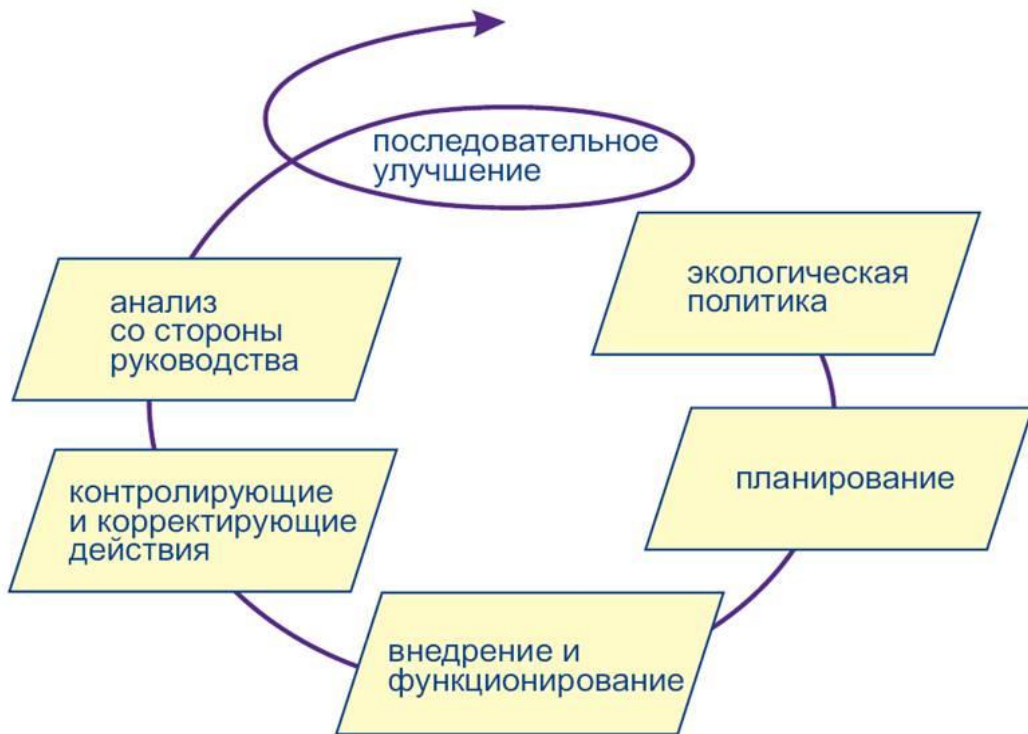 последовательное
улучшение
экологическая
политика
анализ
со стороны
руководства
планирование
контролирующие
и корректирующие
действия
внедрение и
функционирование